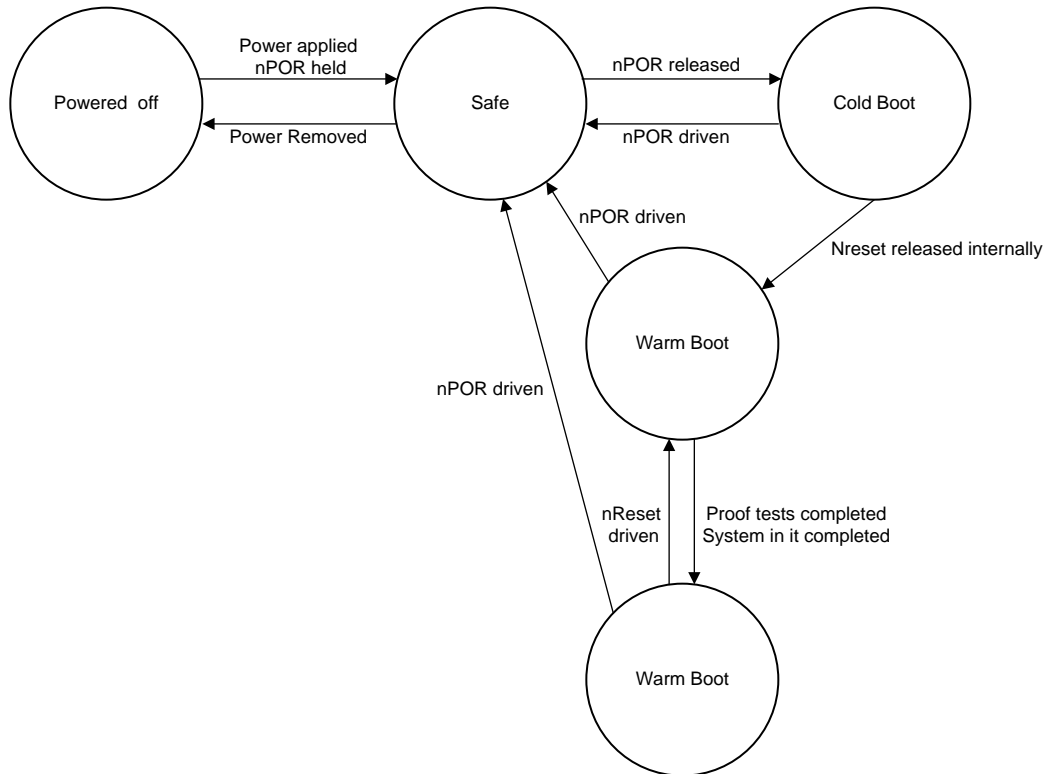 Power applied
nPOR held
nPOR released
Powered off
Safe
Cold Boot
Power Removed
nPOR driven
nPOR driven
Nreset released internally
Warm Boot
nPOR driven
nReset
driven
Proof tests completed
System in it completed
Warm Boot